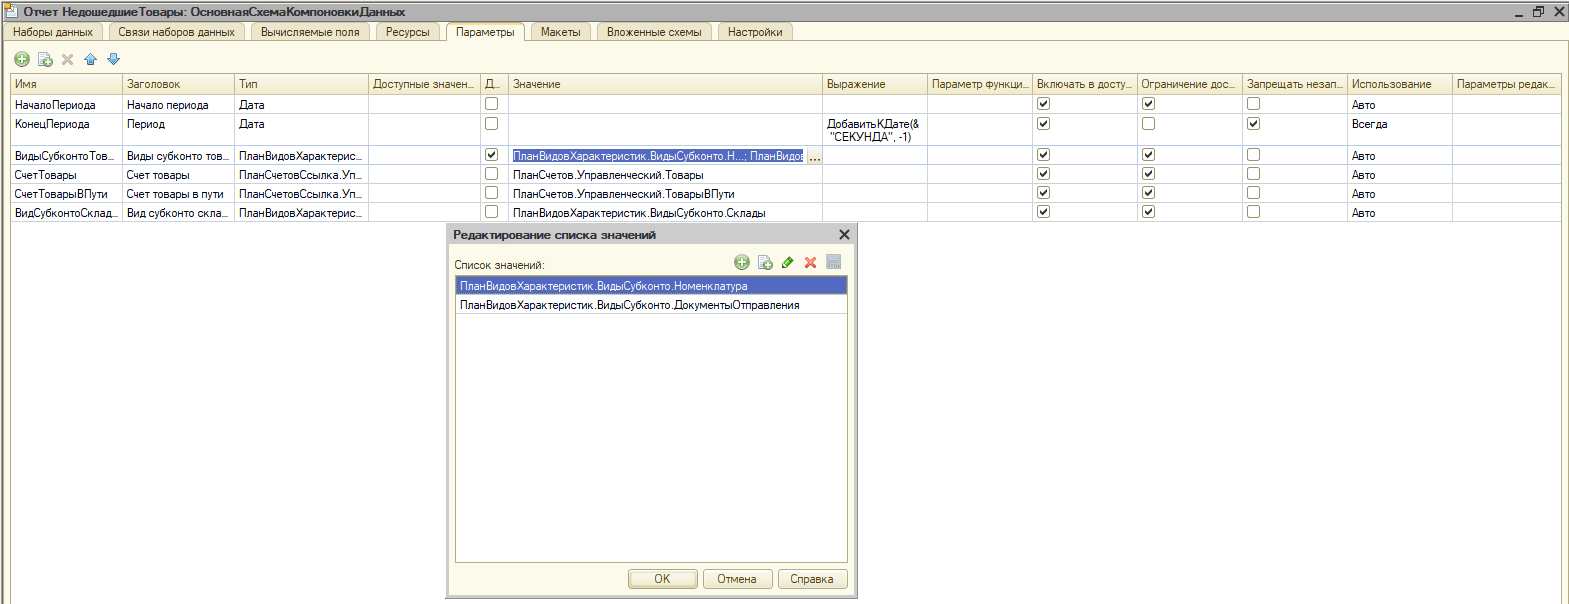 Отчет НедошедшиеТовары: ОсновнаяСхемаКомпоновкиДанных
Наборы данных Связи наборов данных Вычисляемые поля Ресурсы Параметры Макеты Вложенные схемы Настройки
Имя Заголовок Тип Доступные значен... Д... Значение Выражение Параметр функци... Включать в досту... Ограничение дос... Запрещать незап... Использование Параметры редак...
НачалоПериода Начало периода Дата Авто
КонецПериода Период Дата ДобавитьКДате(& Всегда
"СЕКУНДА", -1)
ВидыСубконтоТов... Виды субконто тов... ПланВидовХарактерис... ПланВидовХарактеристик.ВидыСубконто.Н...; ПланВидов ... Авто
СчетТовары Счет товары ПланСчетовСсылка.Уп... ПланСчетов.Управленческий.Товары Авто
СчетТоварыВПути Счет товары в пути ПланСчетовСсылка.Уп... ПланСчетов.Управленческий.ТоварыВПути Авто
ВидСубконтоСклад... Вид субконто скла... ПланВидовХарактерис... ПланВидовХарактеристик.ВидыСубконто.Склады Авто
Редактирование списка значений
Список значений:
ПланВидовХарактеристик.ВидыСубконто.Номенклатура
ПланВидовХарактеристик.ВидыСубконто.ДокументыОтправления
OK Отмена Справка